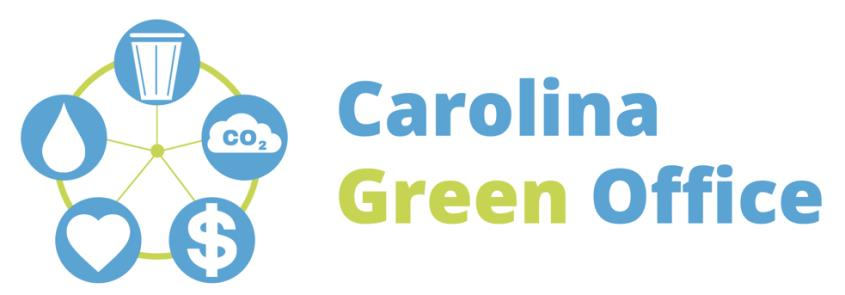 CO₂
$
Carolina
Green Office